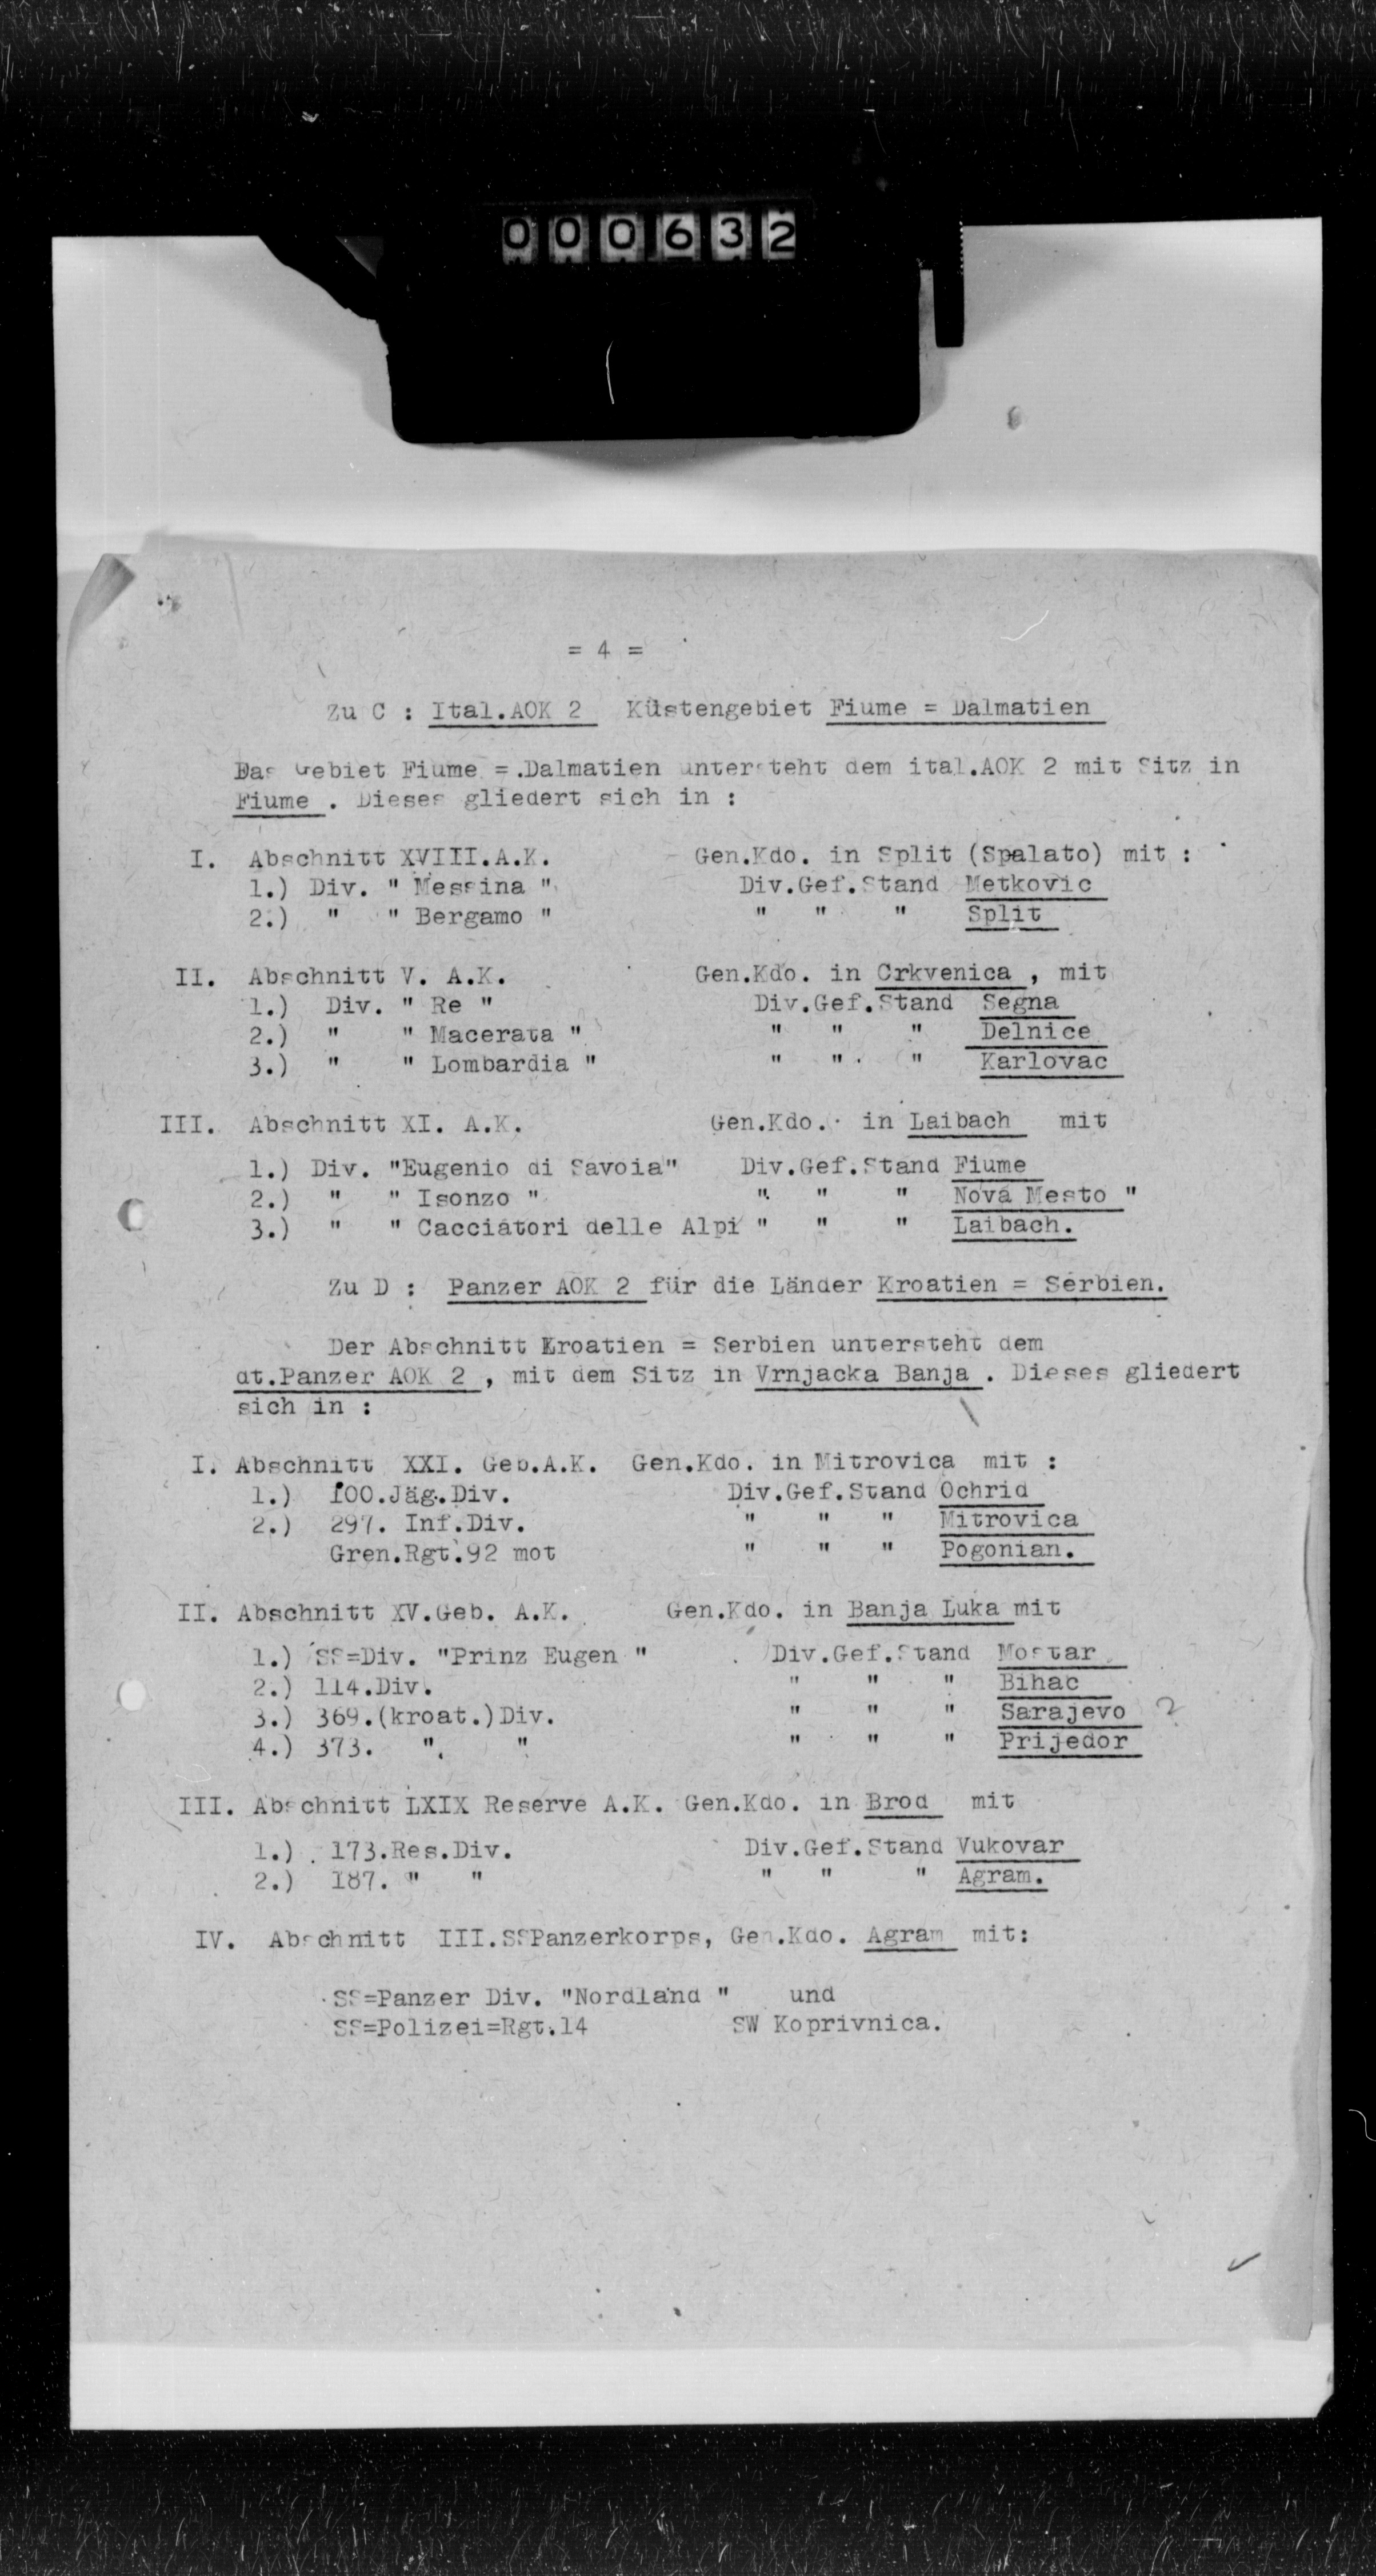 000632
= 4 =
Zu C : Ital.AOK 2 Küstengebiet Fiume = Dalmatien
Das Gebiet Fiume =.Dalmatien untersteht dem ital.AOK 2 mit Sitz in
Fiume . Dieses gliedert sich in :
I. Abschnitt XVIII.A.K. Gen.Kdo. in Split (Spalato) mit :
1.) Div. " Messina " Div.Gef.Stand Metkovic
2.) " " Bergamo " " " " Split
II. Abschnitt V. A.K. Gen.Kdo. in Crkvenica , mit
1.) Div. " Re " Div.Gef.Stand Segna
2.) " " Macerata " " " " Delnice
3.) " " Lombardia " " " " Karlovac
III. Abschnitt XI. A.K. Gen.Kdo. in Laibach mit
1.) Div. "Eugenio di Savoia" Div.Gef.Stand Fiume
2.) " " Isonzo " " " " Nova Mesto "
3.) " " Cacciatori delle Alpi " " " Laibach.
Zu D : Panzer AOK 2 für die Länder Kroatien = Serbien.
Der Abschnitt Kroatien = Serbien untersteht dem
dt.Panzer AOK 2 , mit dem Sitz in Vrnjacka Banja . Dieses gliedert
sich in :
I. Abschnitt XXI. Geb.A.K. Gen.Kdo. in Mitrovica mit :
1.) 100.Jäg.Div. Div.Gef.Stand Ochrid
2.) 297. Inf.Div. " " " Mitrovica
Gren.Rgt.92 mot " " " Pogonian.
II. Abschnitt XV.Geb. A.K. Gen.Kdo. in Banja Luka mit
1.) SS=Div. "Prinz Eugen " Div.Gef.Stand Mostar
2.) 114.Div. " " " Bihac
3.) 369.(kroat.)Div. " " " Sarajevo ?
4.) 373. " " " " " Prijedor
III. Abschnitt LXIX Reserve A.K. Gen.Kdo. in Brod mit
1.) 173.Res.Div. Div.Gef.Stand Vukovar
2.) 187. " " " " " Agram.
IV. Abschnitt III.SSPanzerkorps, Gen.Kdo. Agram mit:
SS=Panzer Div. "Nordland " und
SS=Polizei=Rgt.14 SW Koprivnica.